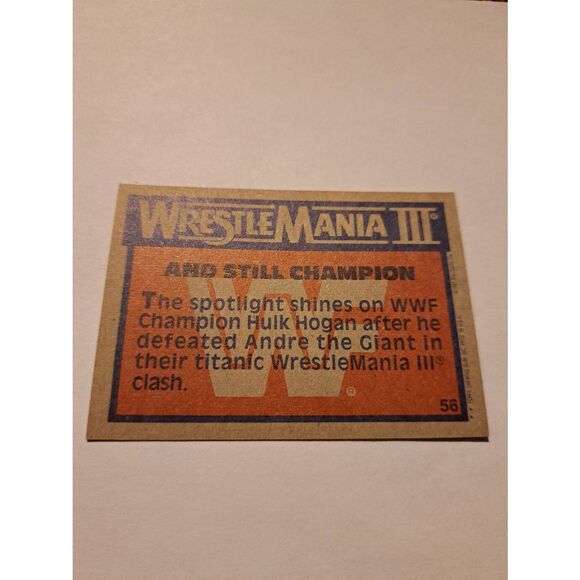 WRESTLEMANIA III®
AND STILL CHAMPION
The spotlight shines on WWF
Champion Hulk Hogan after he
defeated Andre the Giant in
their titanic WrestleMania III®
clash.
W®
56